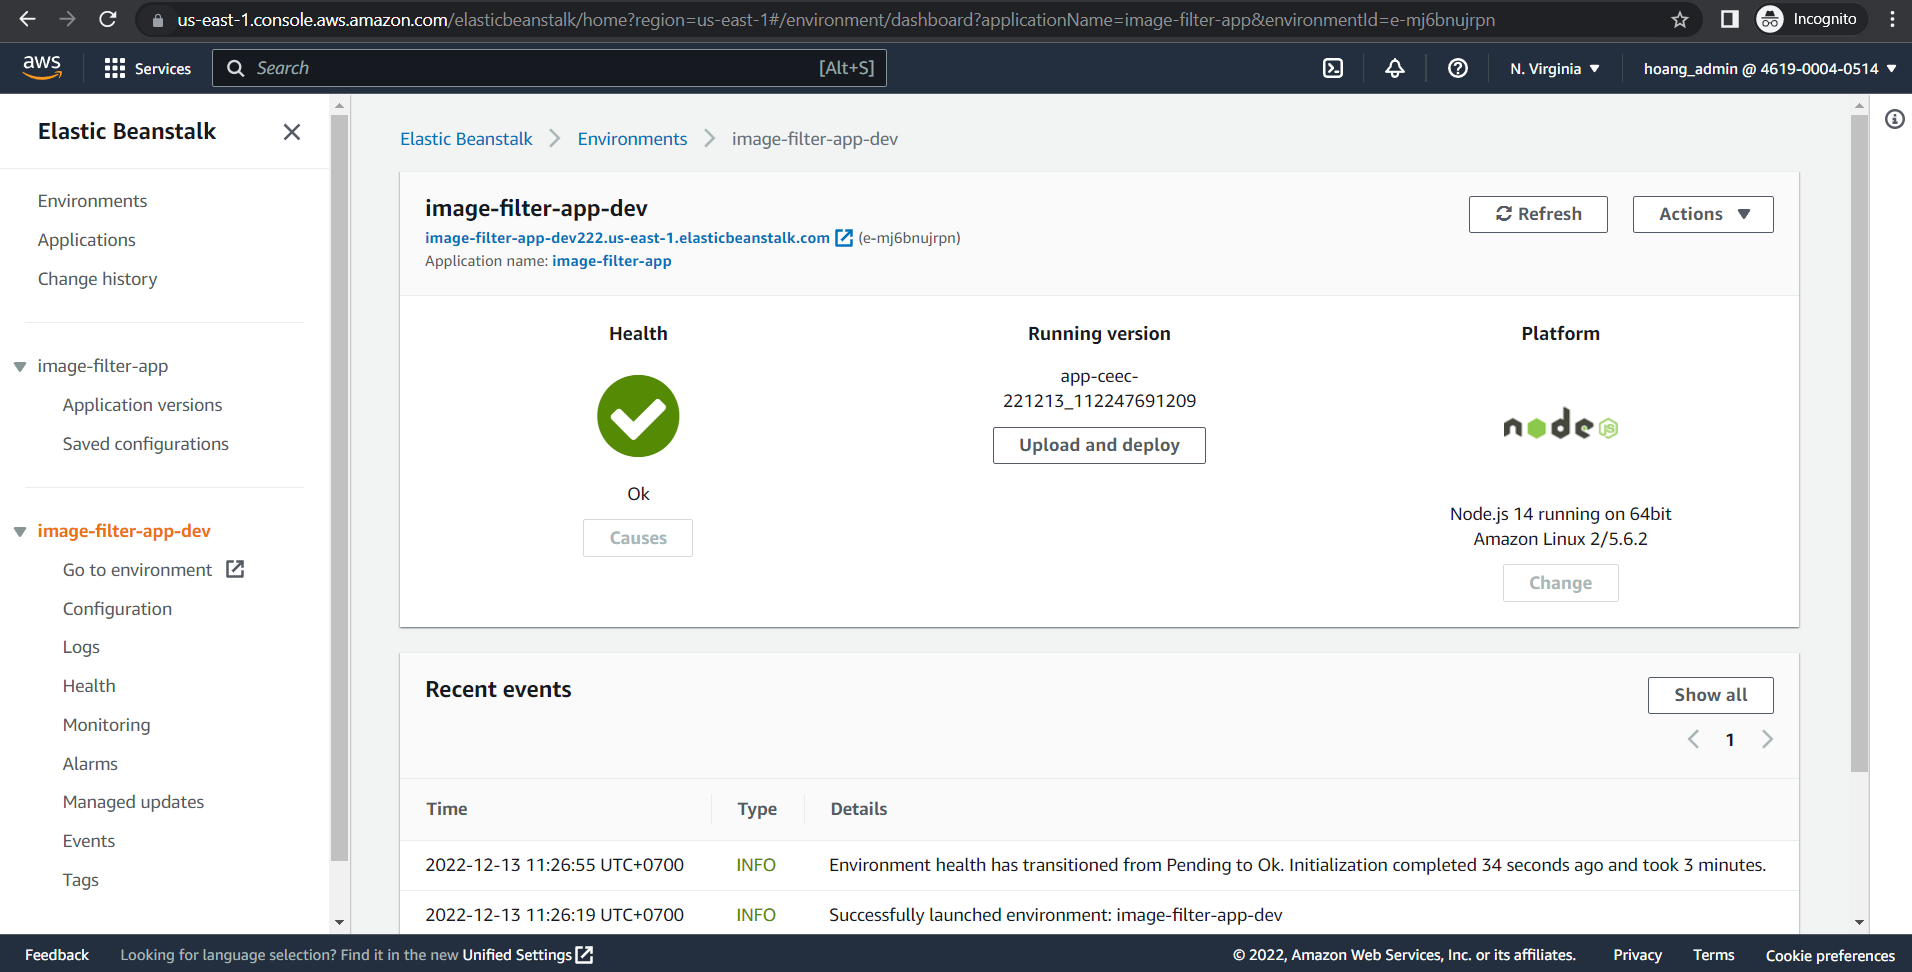 us-east-1.console.aws.amazon.com/elasticbeanstalk/home?region=us-east-1#/environment/dashboard?applicationName=image-filter-app&environmentId=e-mj6bnujrpn
Incognito
aws
Services
Search
[Alt+S]
N. Virginia
hoang_admin @ 4619-0004-0514
Elastic Beanstalk
Environments
Applications
Change history
image-filter-app
Application versions
Saved configurations
image-filter-app-dev
Go to environment
Configuration
Logs
Health
Monitoring
Alarms
Managed updates
Events
Tags
Elastic Beanstalk
Environments
image-filter-app-dev
image-filter-app-dev
image-filter-app-dev222.us-east-1.elasticbeanstalk.com (e-mj6bnujrpn)
Application name: image-filter-app
Refresh
Actions
Health
Ok
Causes
Running version
app-ceec-
221213_112247691209
Upload and deploy
Platform
node JS
Node.js 14 running on 64bit
Amazon Linux 2/5.6.2
Change
Recent events
Show all
1
Time Type Details
2022-12-13 11:26:55 UTC+0700 INFO Environment health has transitioned from Pending to Ok. Initialization completed 34 seconds ago and took 3 minutes.
2022-12-13 11:26:19 UTC+0700 INFO Successfully launched environment: image-filter-app-dev
Feedback
Looking for language selection? Find it in the new Unified Settings
© 2022, Amazon Web Services, Inc. or its affiliates.
Privacy
Terms
Cookie preferences